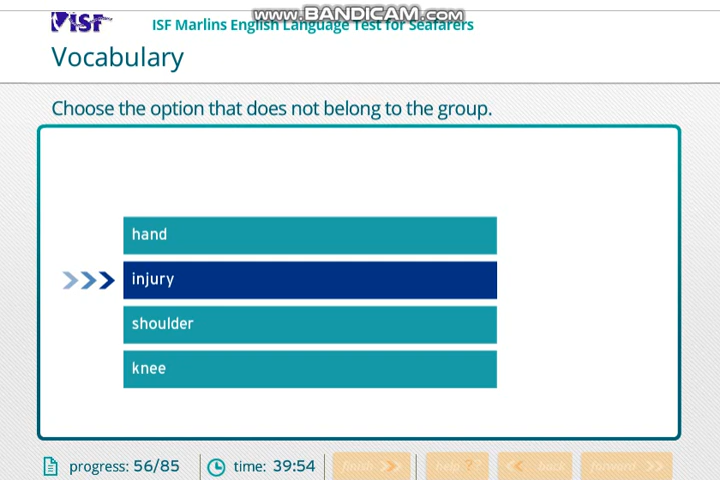 www.BANDICAM.com
ISF
ISF Marlins English Language Test for Seafarers
Vocabulary
Choose the option that does not belong to the group.
hand
injury
shoulder
knee
progress: 56/85
time: 39:54
finish
help ??
back
forward